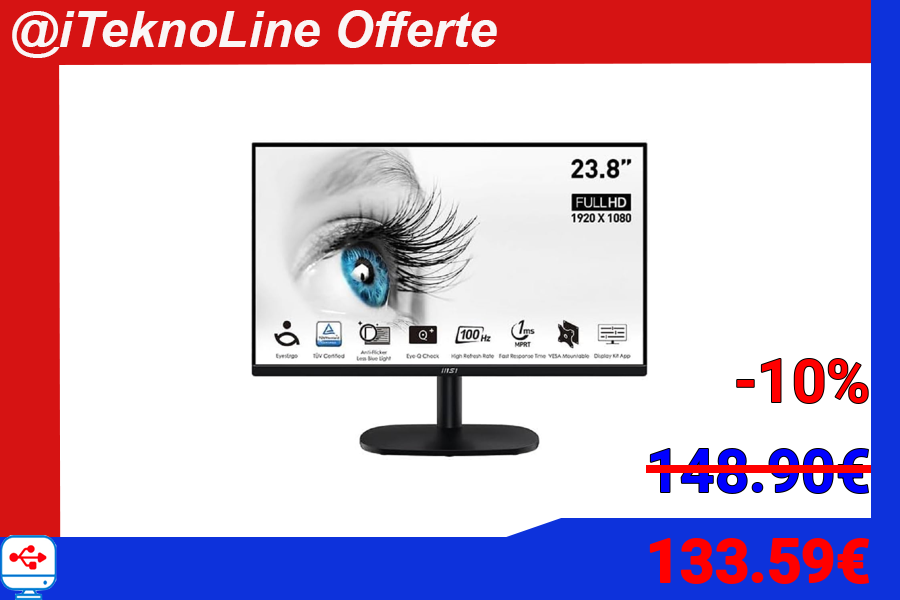 @iTeknoLine Offerte
23.8”
FULL HD
1920 X 1080
EyesErgo
TÜV Certified
Anti-Flicker
Less Blue Light
Eye-Q Check
100Hz
High Refresh Rate
1ms
MPRT
Fast Response Time
VESA Mountable
Display Kit App
msi
-10%
148.90€
133.59€